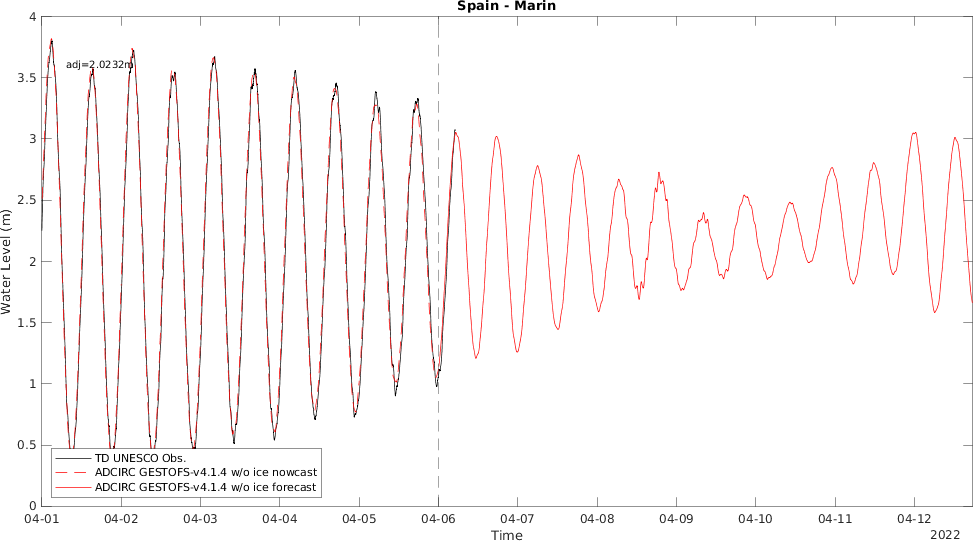 Spain - Marin
adj=2.0232m
Water Level (m)
4
3.5
3
2.5
2
1.5
1
0.5
0
TD UNESCO Obs.
ADCIRC GESTOFS-v4.1.4 w/o ice nowcast
ADCIRC GESTOFS-v4.1.4 w/o ice forecast
04-01 04-02 04-03 04-04 04-05 04-06 04-07 04-08 04-09 04-10 04-11 04-12
2022
Time